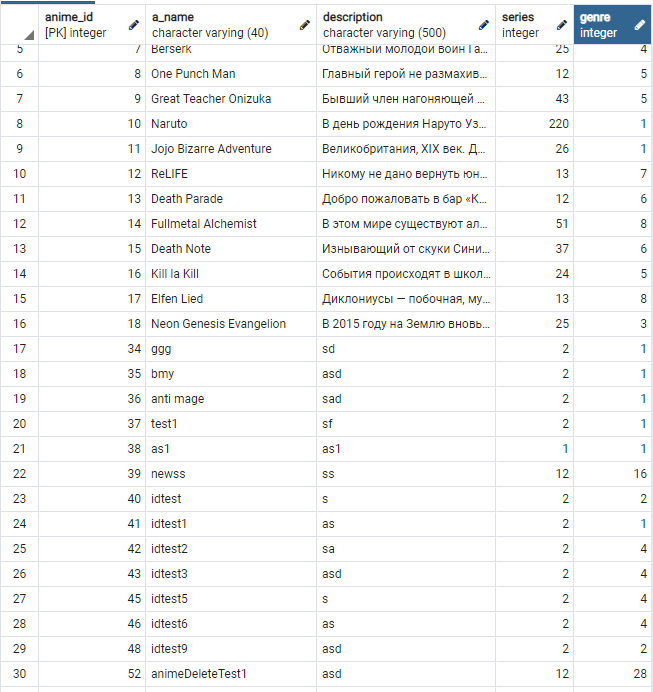 anime_id a_name description series genre
[PK] integer character varying (40) character varying (500) integer integer
5 7 Berserk Отважный молодой воин Га... 25 4
6 8 One Punch Man Главный герой не размахив... 12 5
7 9 Great Teacher Onizuka Бывший член нагоняющей ... 43 5
8 10 Naruto В день рождения Наруто Уз... 220 1
9 11 Jojo Bizarre Adventure Великобритания, XIX век. Д... 26 1
10 12 ReLIFE Никому не дано вернуть юн... 13 7
11 13 Death Parade Добро пожаловать в бар «К... 12 6
12 14 Fullmetal Alchemist В этом мире существуют ал... 51 8
13 15 Death Note Изнывающий от скуки Сини... 37 6
14 16 Kill la Kill События происходят в школ... 24 5
15 17 Elfen Lied Диклониусы — побочная, му... 13 8
16 18 Neon Genesis Evangelion В 2015 году на Землю вновь... 25 3
17 34 ggg sd 2 1
18 35 bmy asd 2 1
19 36 anti mage sad 2 1
20 37 test1 sf 2 1
21 38 as1 as1 1 1
22 39 newss ss 12 16
23 40 idtest s 2 2
24 41 idtest1 as 2 1
25 42 idtest2 sa 2 4
26 43 idtest3 asd 2 4
27 45 idtest5 s 2 4
28 46 idtest6 as 2 4
29 48 idtest9 asd 2 2
30 52 animeDeleteTest1 asd 12 28